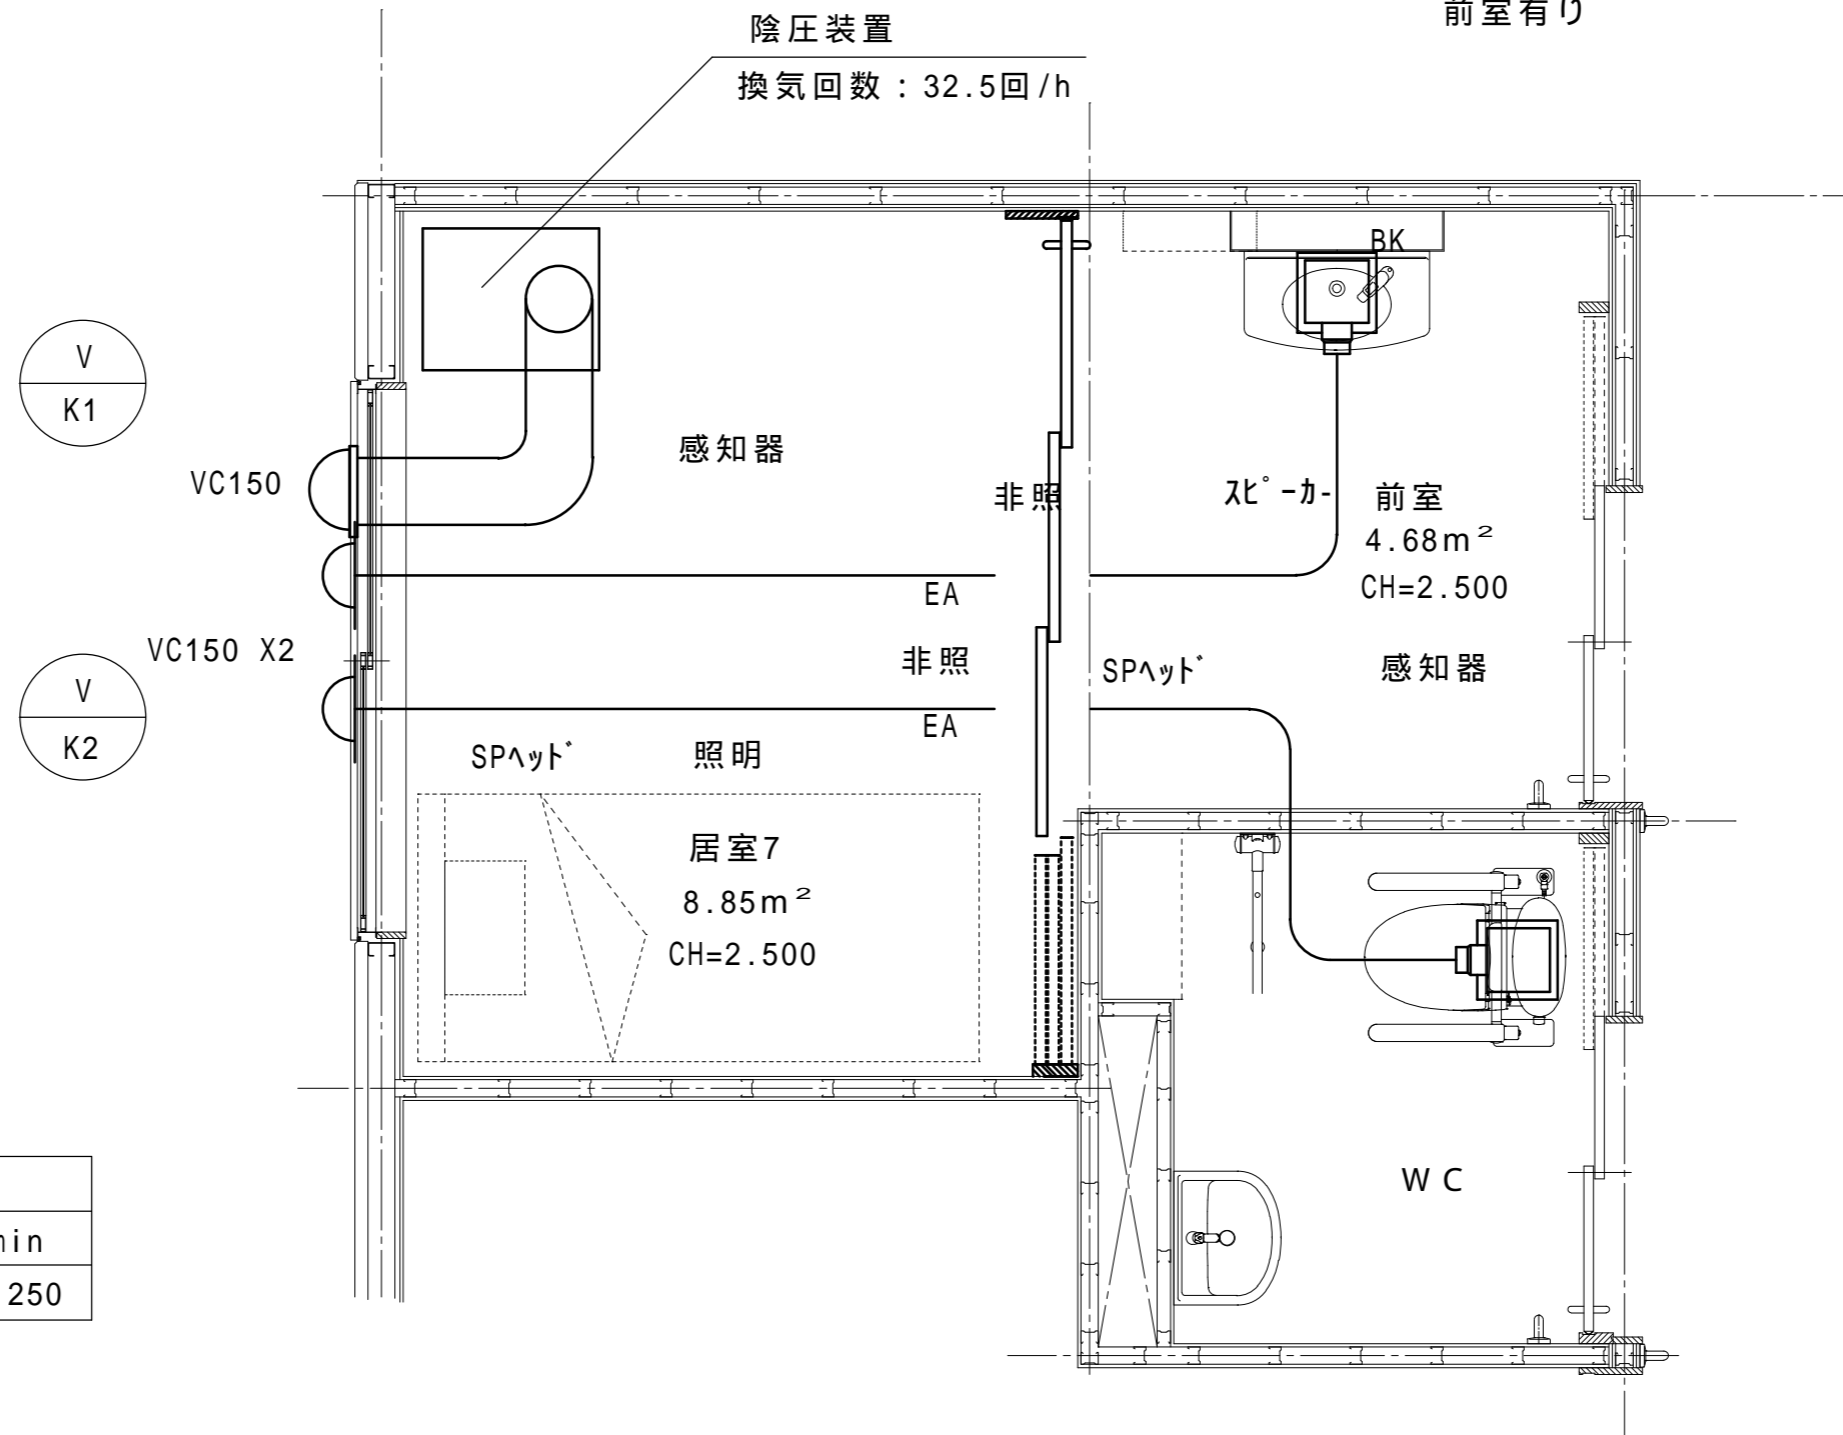 前室有り
陰圧装置
換気回数：32.5回/h
BK
V
K1
VC150
感知器
非照
ｽﾋﾟｰｶｰ
前室
4.68m²
CH=2.500
EA
VC150 X2
非照
SPﾍｯﾄﾞ
感知器
V
K2
EA
SPﾍｯﾄﾞ
照明
居室7
8.85m²
CH=2.500
WC
min
250